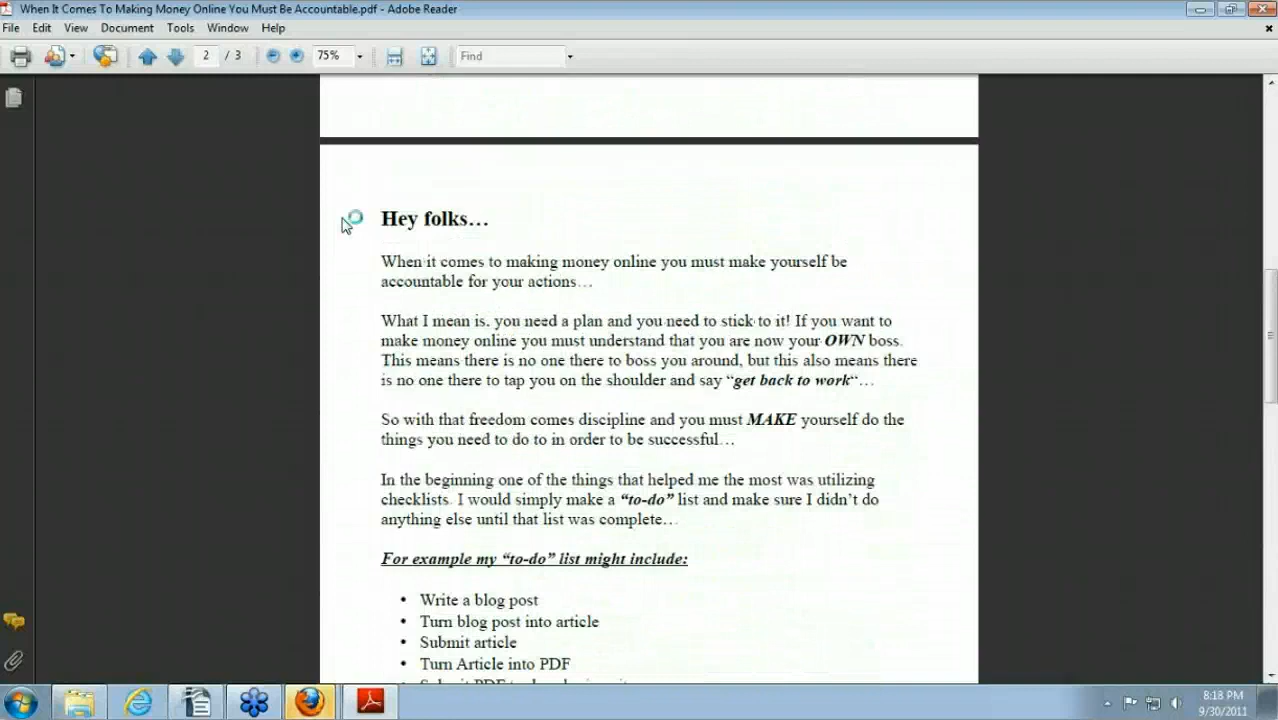 When It Comes To Making Money Online You Must Be Accountable.pdf - Adobe Reader
File Edit View Document Tools Window Help
2 / 3 75% Find
Hey folks…
When it comes to making money online you must make yourself be
accountable for your actions…
What I mean is, you need a plan and you need to stick to it! If you want to
make money online you must understand that you are now your OWN boss.
This means there is no one there to boss you around, but this also means there
is no one there to tap you on the shoulder and say “get back to work“…
So with that freedom comes discipline and you must MAKE yourself do the
things you need to do to in order to be successful…
In the beginning one of the things that helped me the most was utilizing
checklists. I would simply make a “to-do” list and make sure I didn’t do
anything else until that list was complete…
For example my “to-do” list might include:
• Write a blog post
• Turn blog post into article
• Submit article
• Turn Article into PDF
8:18 PM
9/30/2011